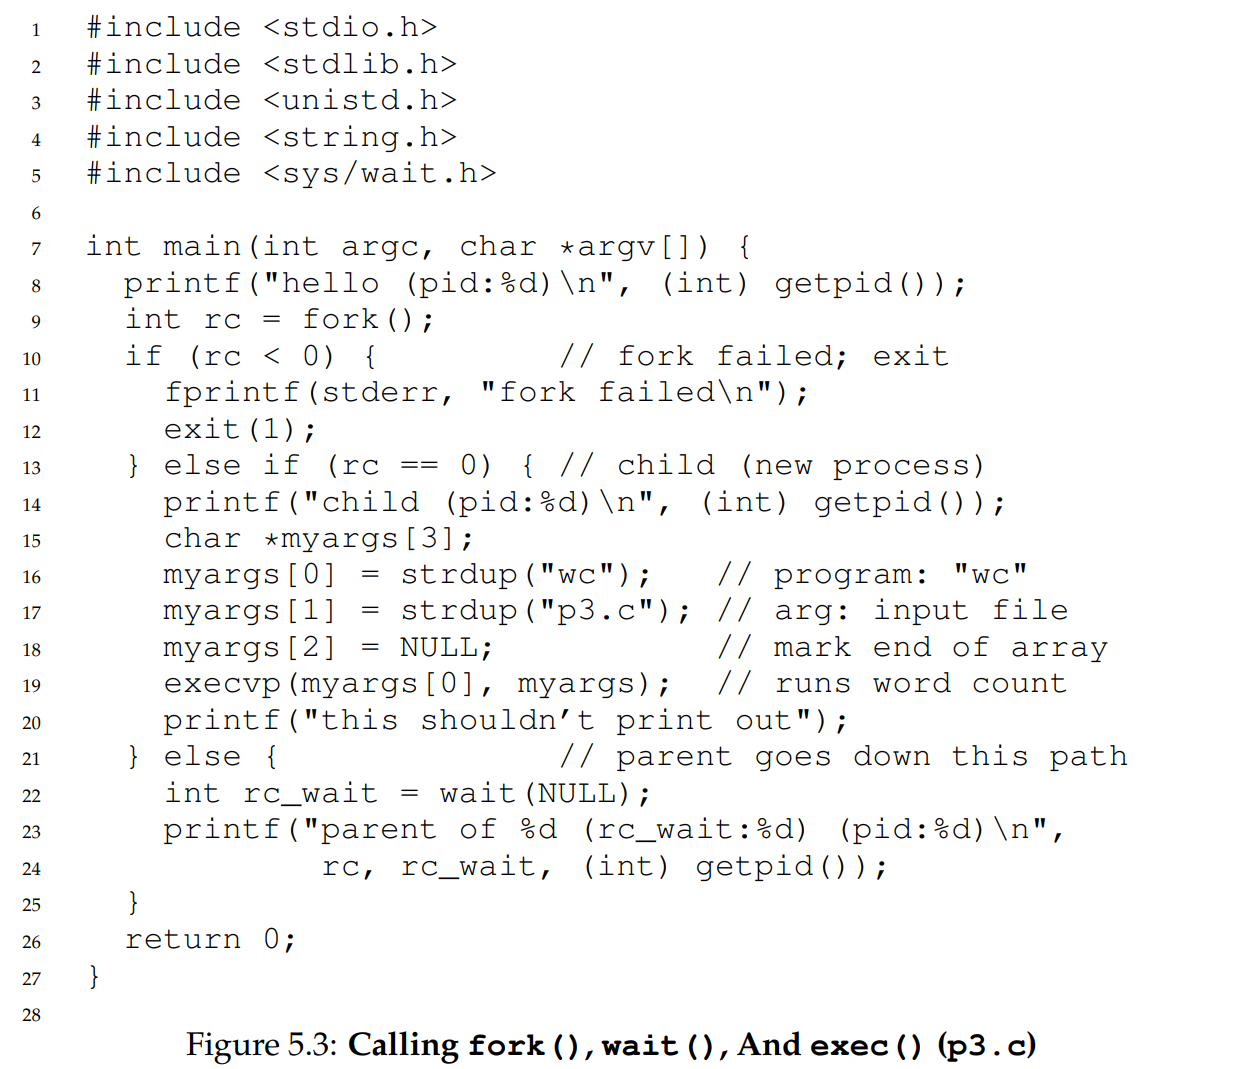 1 #include <stdio.h>
2 #include <stdlib.h>
3 #include <unistd.h>
4 #include <string.h>
5 #include <sys/wait.h>
6
7 int main(int argc, char *argv[]) {
8   printf("hello (pid:%d)\n", (int) getpid());
9   int rc = fork();
10   if (rc < 0) {         // fork failed; exit
11     fprintf(stderr, "fork failed\n");
12     exit(1);
13   } else if (rc == 0) { // child (new process)
14     printf("child (pid:%d)\n", (int) getpid());
15     char *myargs[3];
16     myargs[0] = strdup("wc");   // program: "wc"
17     myargs[1] = strdup("p3.c"); // arg: input file
18     myargs[2] = NULL;           // mark end of array
19     execvp(myargs[0], myargs);  // runs word count
20     printf("this shouldn’t print out");
21   } else {              // parent goes down this path
22     int rc_wait = wait(NULL);
23     printf("parent of %d (rc_wait:%d) (pid:%d)\n",
24             rc, rc_wait, (int) getpid());
25   }
26   return 0;
27 }
28
Figure 5.3: Calling fork(), wait(), And exec() (p3.c)